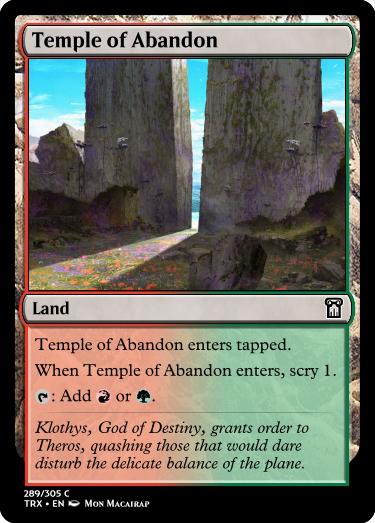 Temple of Abandon
Land
Temple of Abandon enters tapped.
When Temple of Abandon enters, scry 1.
: Add or .
Klothys, God of Destiny, grants order to
Theros, quashing those that would dare
disturb the delicate balance of the plane.
289/305 C
TRX • EN Mon Macairap